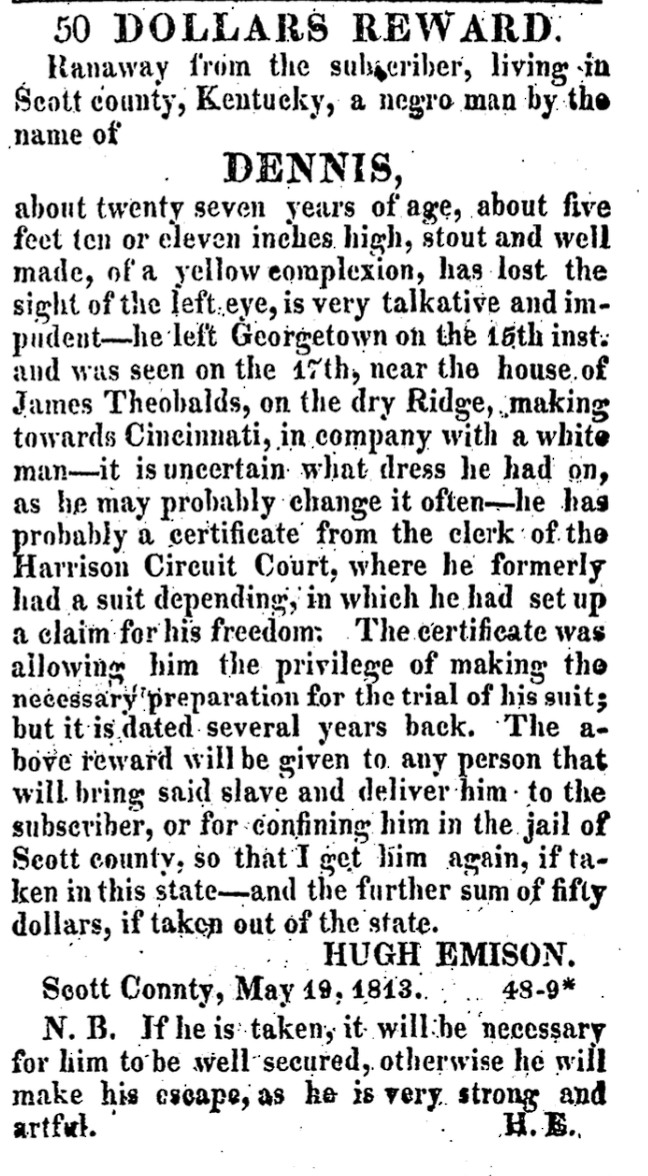 50 DOLLARS REWARD.
Ranaway from the subscriber, living in
Scott county, Kentucky, a negro man by the
name of
DENNIS,
about twenty seven years of age, about five
feet ten or eleven inches high, stout and well
made, of a yellow complexion, has lost the
sight of the left eye, is very talkative and im-
pudent—he left Georgetown on the 15th inst.
and was seen on the 17th, near the house of
James Theobalds, on the dry Ridge, making
towards Cincinnati, in company with a white
man—it is uncertain what dress he had on,
as he may probably change it often—he has
probably a certificate from the clerk of the
Harrison Circuit Court, where he formerly
had a suit depending, in which he had set up
a claim for his freedom: The certificate was
allowing him the privilege of making the
necessary preparation for the trial of his suit;
but it is dated several years back. The a-
bove reward will be given to any person that
will bring said slave and deliver him to the
subscriber, or for confining him in the jail of
Scott county, so that I get him again, if ta-
ken in this state—and the further sum of fifty
dollars, if taken out of the state.
HUGH EMISON.
Scott Connty, May 19, 1813. 48-9*
N. B. If he is taken, it will be necessary
for him to be well secured, otherwise he will
make his escape, as he is very strong and
artful. H. E.